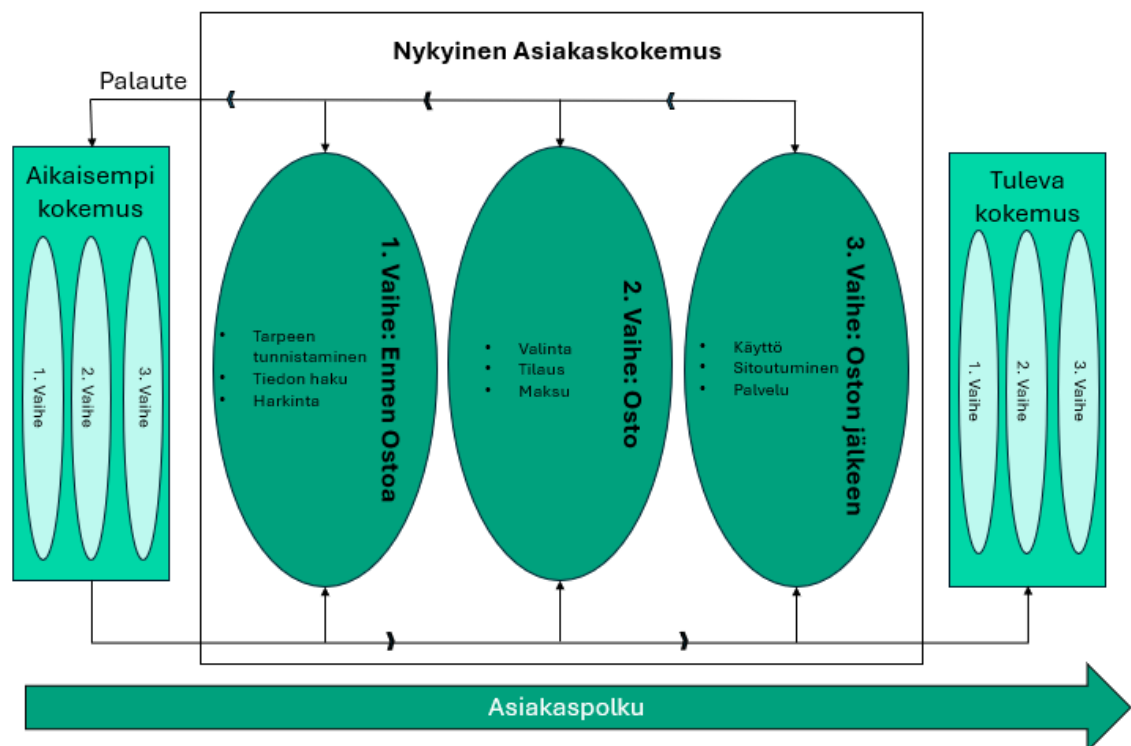 Nykyinen Asiakaskokemus
Palaute
Aikaisempi
kokemus
1. Vaihe
2. Vaihe
3. Vaihe
1. Vaihe: Ennen Ostoa
• Tarpeen
tunnistaminen
• Tiedon haku
• Harkinta
2. Vaihe: Osto
• Valinta
• Tilaus
• Maksu
3. Vaihe: Oston jälkeen
• Käyttö
• Sitoutuminen
• Palvelu
Tuleva
kokemus
1. Vaihe
2. Vaihe
3. Vaihe
Asiakaspolku